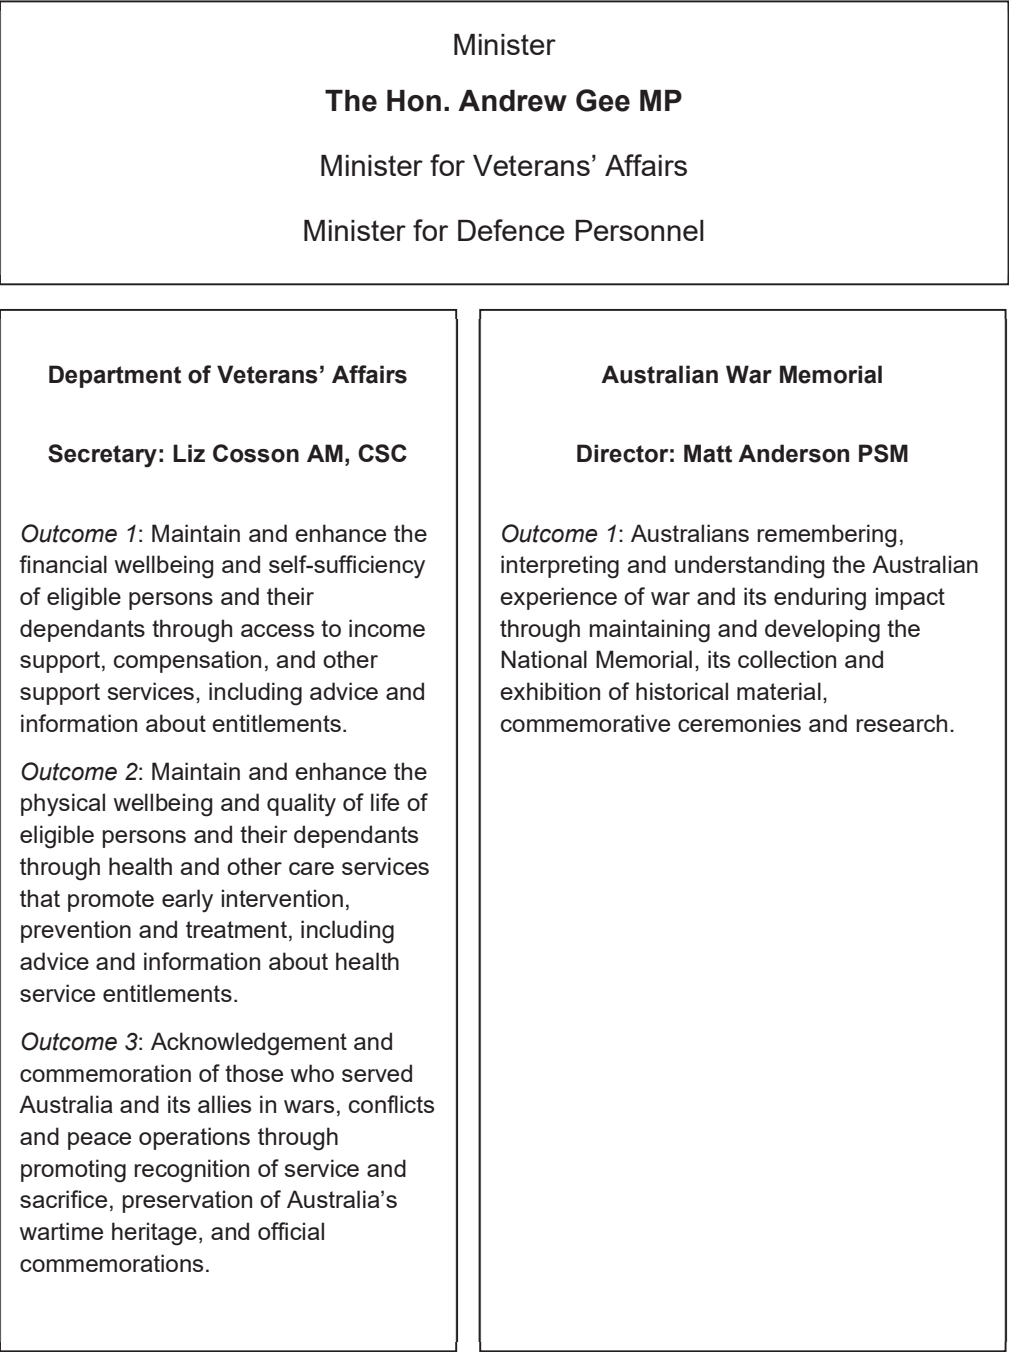 Minister
The Hon. Andrew Gee MP
Minister for Veterans’ Affairs
Minister for Defence Personnel
Department of Veterans’ Affairs
Secretary: Liz Cosson AM, CSC
Outcome 1: Maintain and enhance the
financial wellbeing and self-sufficiency
of eligible persons and their
dependants through access to income
support, compensation, and other
support services, including advice and
information about entitlements.
Outcome 2: Maintain and enhance the
physical wellbeing and quality of life of
eligible persons and their dependants
through health and other care services
that promote early intervention,
prevention and treatment, including
advice and information about health
service entitlements.
Outcome 3: Acknowledgement and
commemoration of those who served
Australia and its allies in wars, conflicts
and peace operations through
promoting recognition of service and
sacrifice, preservation of Australia’s
wartime heritage, and official
commemorations.
Australian War Memorial
Director: Matt Anderson PSM
Outcome 1: Australians remembering,
interpreting and understanding the Australian
experience of war and its enduring impact
through maintaining and developing the
National Memorial, its collection and
exhibition of historical material,
commemorative ceremonies and research.